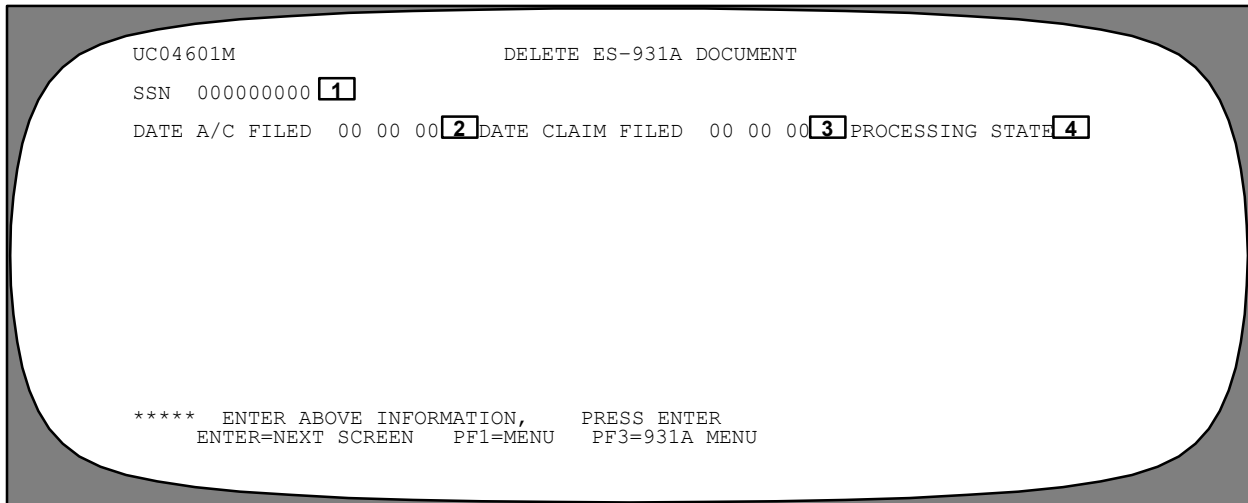 UC04601M DELETE ES-931A DOCUMENT
SSN 000000000 1
DATE A/C FILED 00 00 00 2 DATE CLAIM FILED 00 00 00 3 PROCESSING STATE 4
***** ENTER ABOVE INFORMATION, PRESS ENTER
ENTER=NEXT SCREEN PF1=MENU PF3=931A MENU